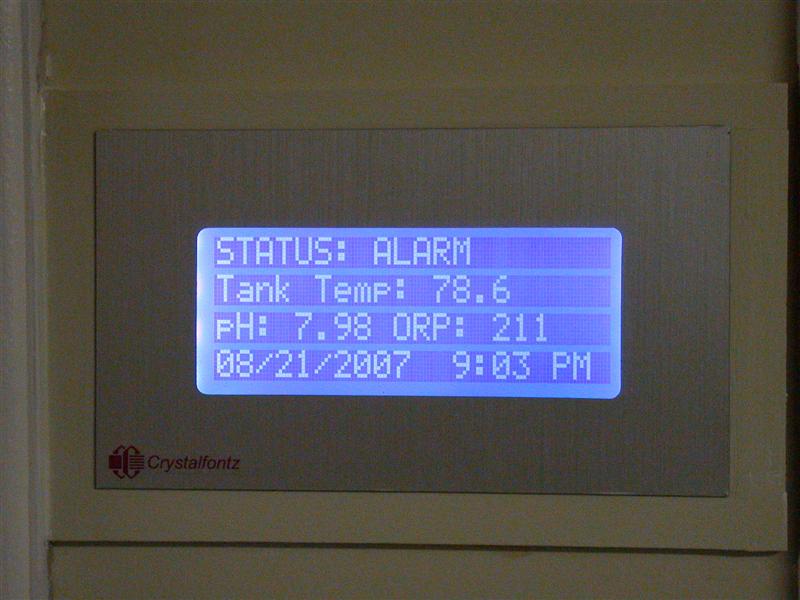 STATUS: ALARM
Tank Temp: 78.6
pH: 7.98 ORP: 211
08/21/2007  9:03 PM
Crystalfontz